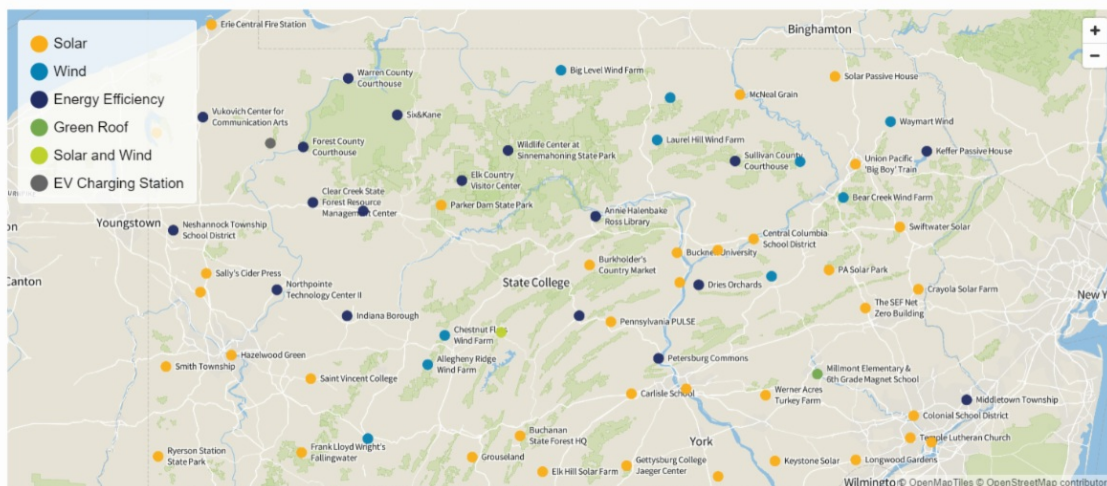 Erie Central Fire Station
Binghamton
+
−
Solar
Wind
Energy Efficiency
Green Roof
Solar and Wind
EV Charging Station
Warren County
Courthouse
Big Level Wind Farm
Solar Passive House
McNeal Grain
Vukovich Center for
Communication Arts
Six&Kane
Waymart Wind
Forest County
Courthouse
Wildlife Center at
Sinnemahoning State Park
Laurel Hill Wind Farm
Sullivan County
Courthouse
Keffer Passive House
Union Pacific
'Big Boy' Train
Elk Country
Visitor Center
Clear Creek State
Forest Resource
Management Center
Parker Dam State Park
Annie Halenbake
Ross Library
Bear Creek Wind Farm
Youngstown
Neshannock Township
School District
Central Columbia
School District
Swiftwater Solar
on
Bucknell University
Burkholder's
Country Market
PA Solar Park
Sally's Cider Press
Canton
State College
Northpointe
Technology Center II
Dries Orchards
Crayola Solar Farm
New Y
The SEF Net
Zero Building
Indiana Borough
Pennsylvania PULSE
Chestnut Fl
Wind Farm
Hazelwood Green
Petersburg Commons
Smith Township
Allegheny Ridge
Wind Farm
Saint Vincent College
Millmont Elementary &
6th Grade Magnet School
Carlisle School
Werner Acres
Turkey Farm
Middletown Township
Colonial School District
Buchanan
State Forest HQ
York
Temple Lutheran Church
Ryerson Station
State Park
Frank Lloyd Wright's
Fallingwater
Grouseland
Elk Hill Solar Farm
Gettysburg College
Jaeger Center
Keystone Solar
Longwood Gardens
Wilmingto
© OpenMapTiles © OpenStreetMap contributor